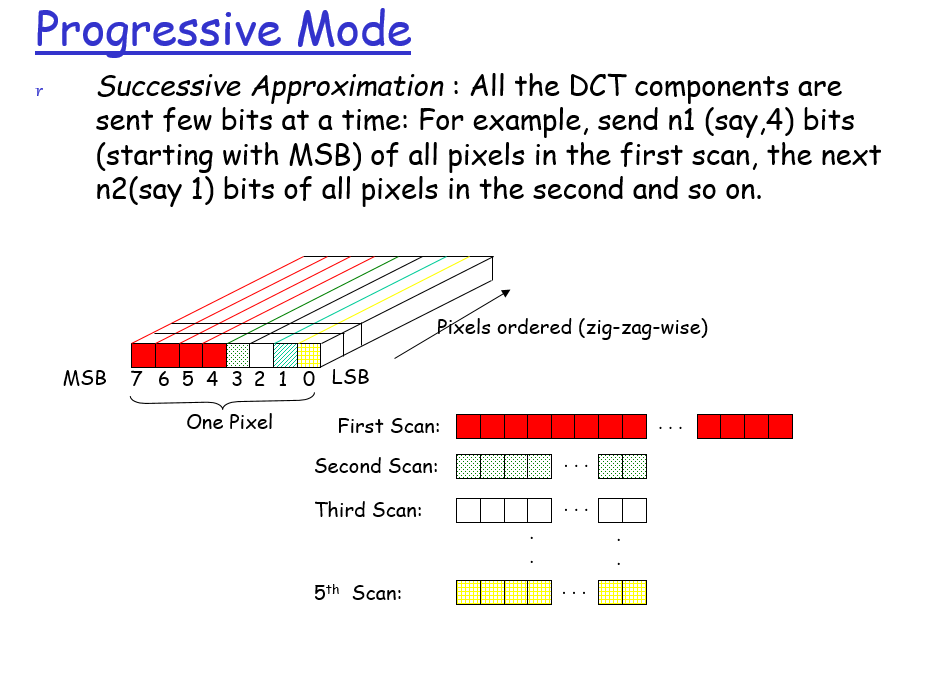 Progressive Mode
r Successive Approximation : All the DCT components are
sent few bits at a time: For example, send n1 (say,4) bits
(starting with MSB) of all pixels in the first scan, the next
n2(say 1) bits of all pixels in the second and so on.
Pixels ordered (zig-zag-wise)
MSB 7 6 5 4 3 2 1 0 LSB
One Pixel
First Scan: . . .
Second Scan: . . .
Third Scan: . . .
. .
. .
5th Scan: . . .